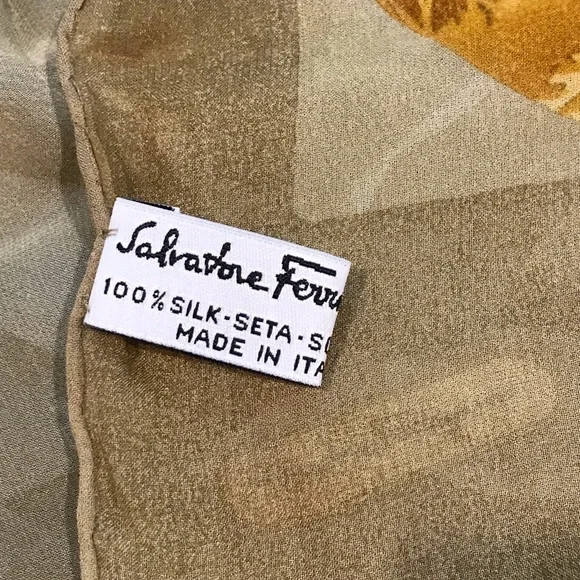 Salvatore Ferr
100% SILK-SETA-S
MADE IN ITA